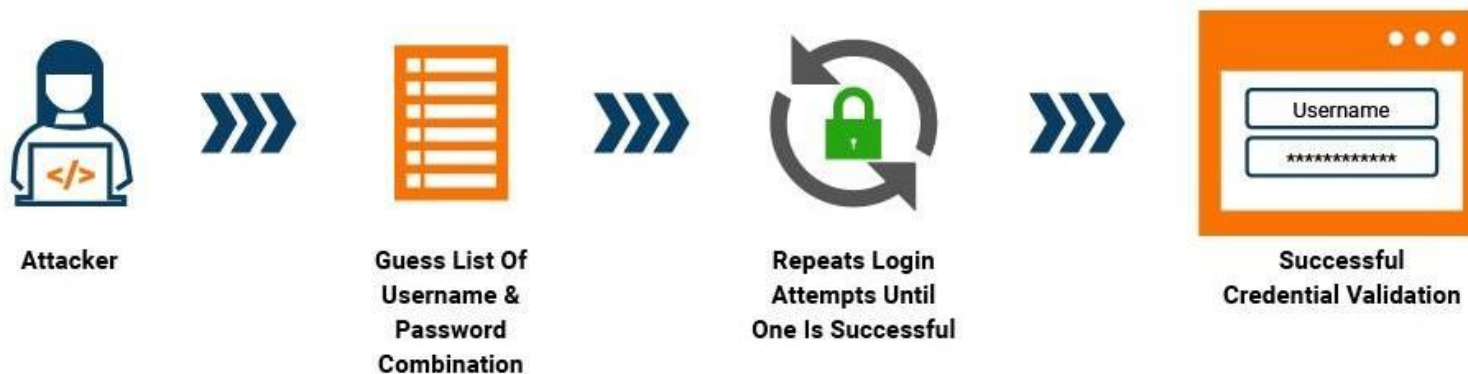 </>
Username
************
Attacker
Guess List Of
Username &
Password
Combination
Repeats Login
Attempts Until
One Is Successful
Successful
Credential Validation